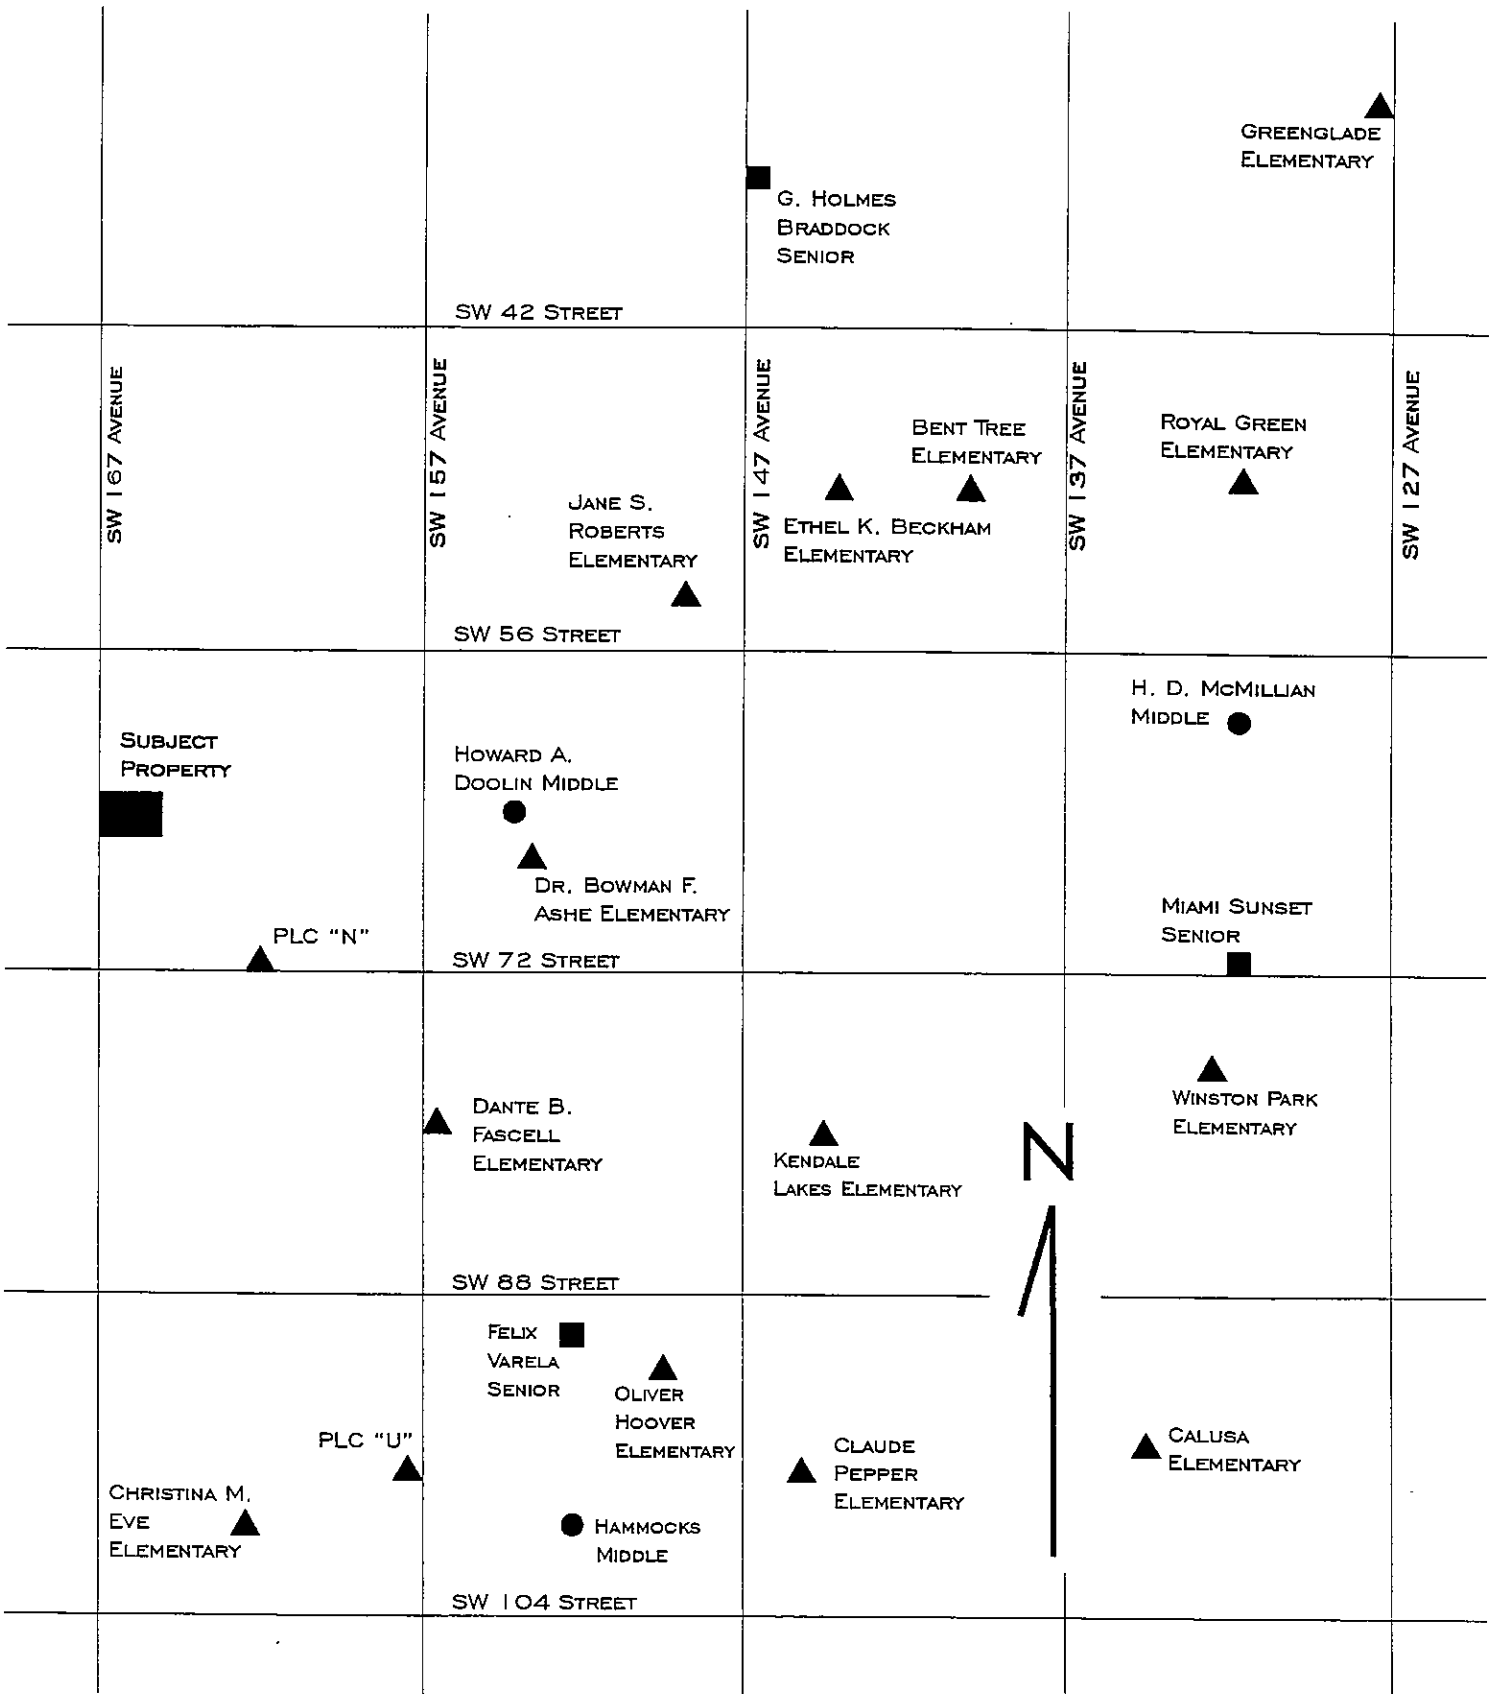 GREENGLADE
ELEMENTARY
G. HOLMES
BRADDOCK
SENIOR
SW 42 STREET
SW 167 AVENUE
SW 157 AVENUE
SW 147 AVENUE
SW 137 AVENUE
SW 127 AVENUE
BENT TREE
ELEMENTARY
ROYAL GREEN
ELEMENTARY
JANE S.
ROBERTS
ELEMENTARY
ETHEL K. BECKHAM
ELEMENTARY
SW 56 STREET
H. D. MCMILLIAN
MIDDLE
SUBJECT
PROPERTY
HOWARD A.
DOOLIN MIDDLE
DR. BOWMAN F.
ASHE ELEMENTARY
MIAMI SUNSET
SENIOR
PLC "N"
SW 72 STREET
WINSTON PARK
ELEMENTARY
DANTE B.
FASCELL
ELEMENTARY
KENDALE
LAKES ELEMENTARY
N
SW 88 STREET
FELIX
VARELA
SENIOR
OLIVER
HOOVER
ELEMENTARY
PLC "U"
CLAUDE
PEPPER
ELEMENTARY
CALUSA
ELEMENTARY
CHRISTINA M.
EVE
ELEMENTARY
HAMMOCKS
MIDDLE
SW 104 STREET